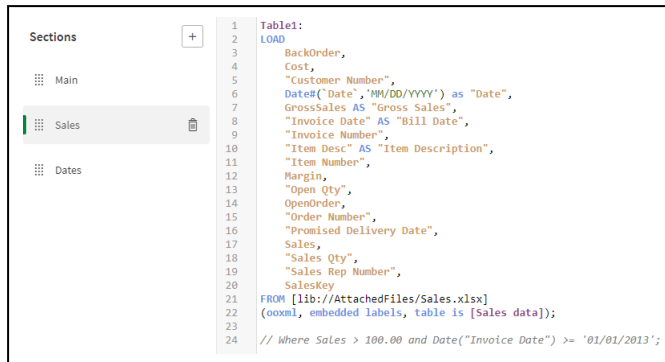 Sections
+
Main
Sales
Dates
1 Table1:
2 LOAD
3 BackOrder,
4 Cost,
5 "Customer Number",
6 Date#(`Date`,'MM/DD/YYYY') as "Date",
7 GrossSales AS "Gross Sales",
8 "Invoice Date" AS "Bill Date",
9 "Invoice Number",
10 "Item Desc" AS "Item Description",
11 "Item Number",
12 Margin,
13 "Open Qty",
14 OpenOrder,
15 "Order Number",
16 "Promised Delivery Date",
17 Sales,
18 "Sales Qty",
19 "Sales Rep Number",
20 SalesKey
21 FROM [lib://AttachedFiles/Sales.xlsx]
22 (ooxml, embedded labels, table is [Sales data]);
23
24 // Where Sales > 100.00 and Date("Invoice Date") >= '01/01/2013';